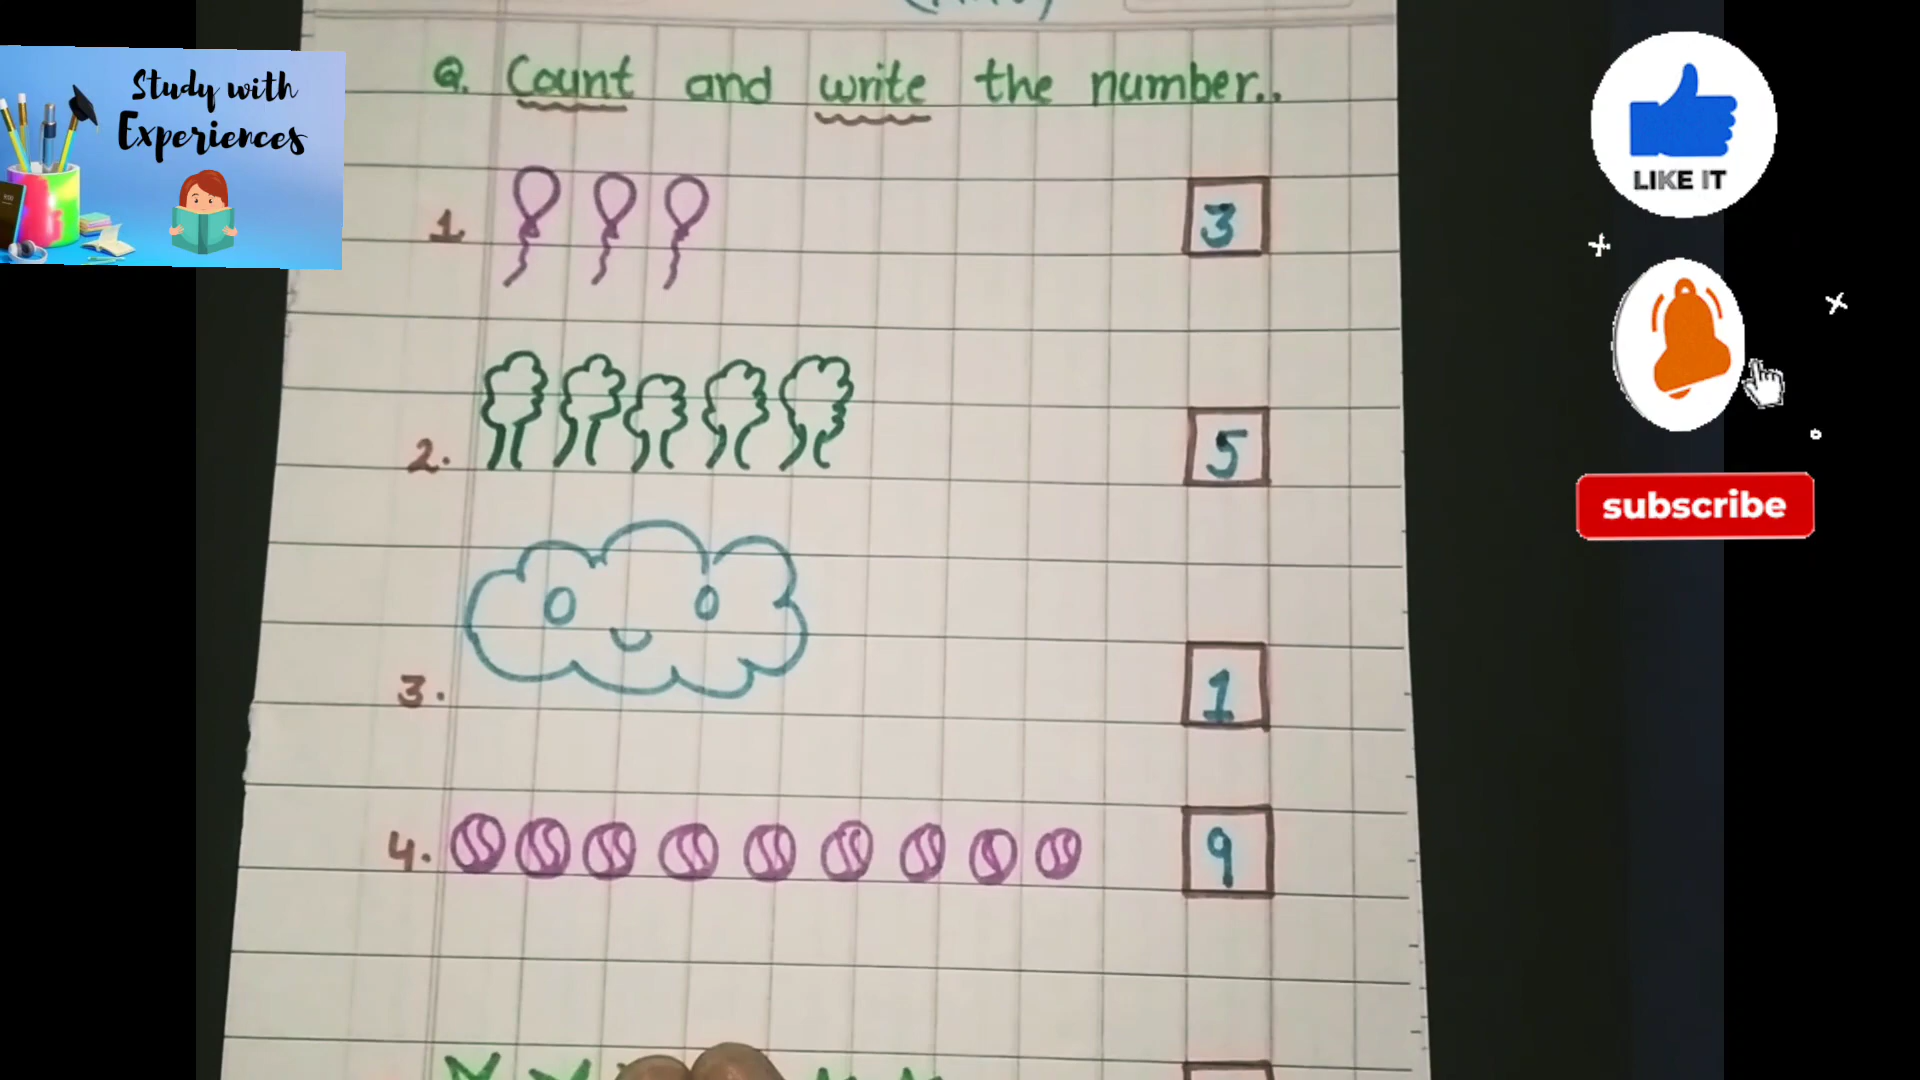 Study with
Experiences
Q. Count and write the number..
1.
3
2.
5
3.
1
4.
9
LIKE IT
subscribe